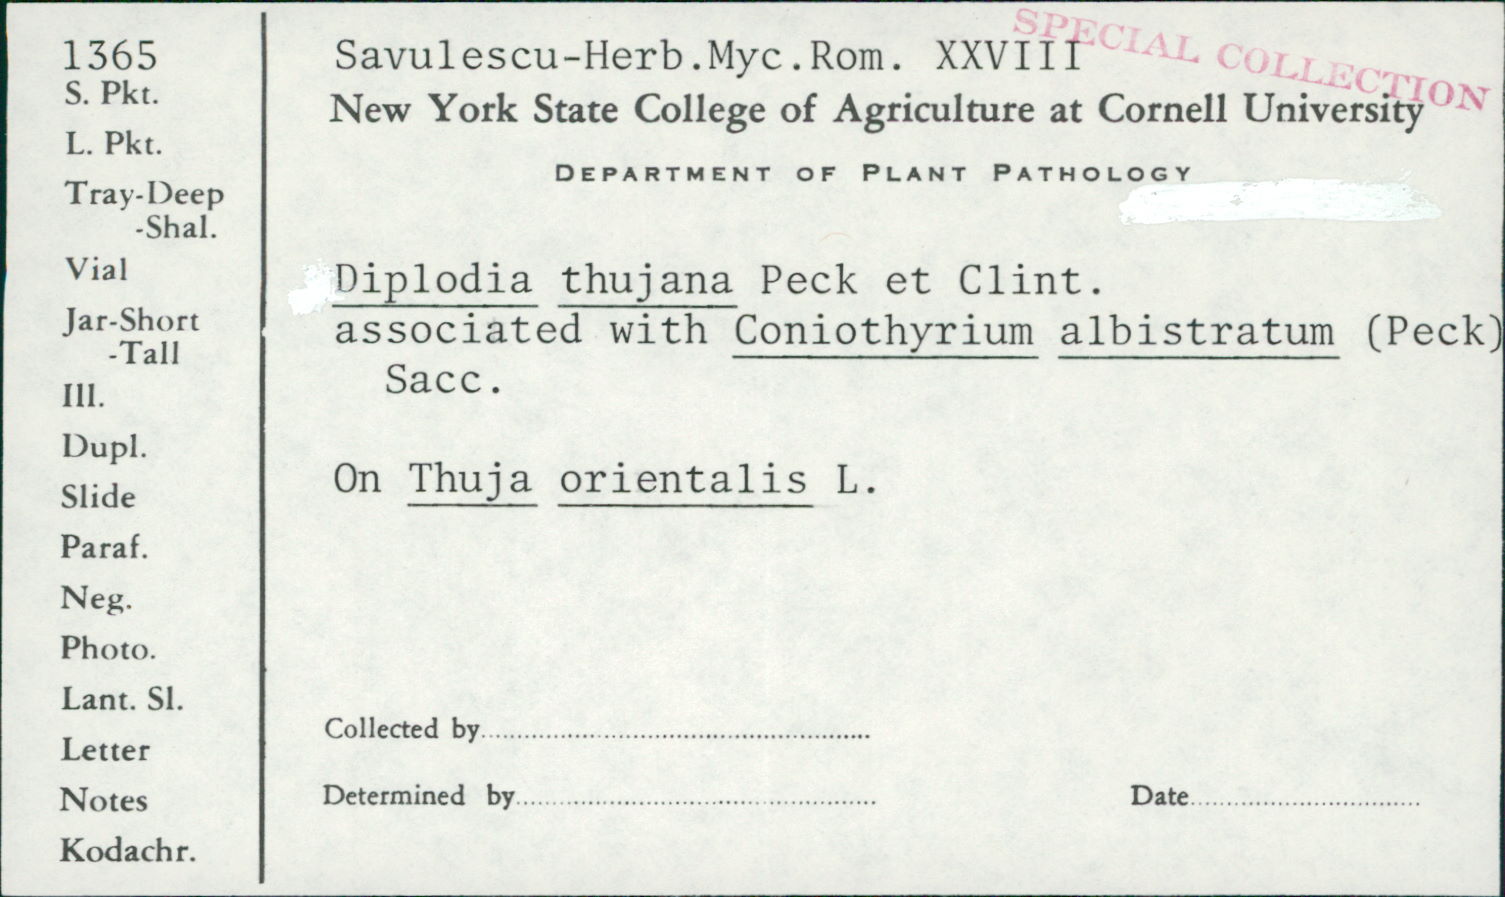 1365
S. Pkt.
L. Pkt.
Tray-Deep
-Shal.
Vial
Jar-Short
-Tall
Ill.
Dupl.
Slide
Paraf.
Neg.
Photo.
Lant. Sl.
Letter
Notes
Kodachr.
SPECIAL COLLECTION
Savulescu-Herb.Myc.Rom. XXVIII
New York State College of Agriculture at Cornell University
DEPARTMENT OF PLANT PATHOLOGY
Diplodia thujana Peck et Clint.
associated with Coniothyrium albistratum (Peck)
Sacc.
On Thuja orientalis L.
Collected by
Determined by
Date